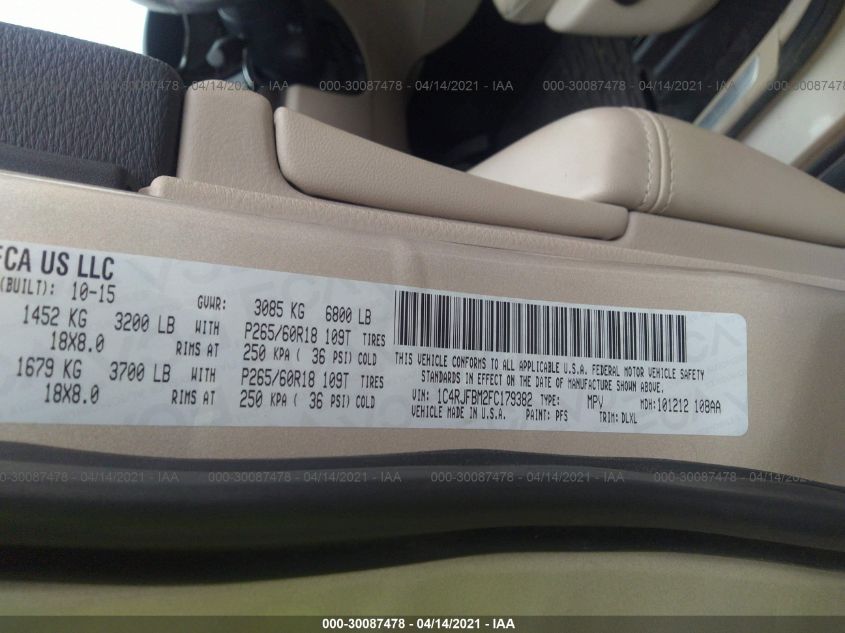 000-30087478 - 04/14/2021 - IAA
000-30087478 - 04/14/2021 - IAA
000-30087478 - 04/14/2021 - IAA
FCA US LLC
(BUILT): 10-15
GVWR: 3085 KG 6800 LB
1452 KG 3200 LB WITH P265/60R18 109T TIRES
18X8.0 RIMS AT 250 KPA ( 36 PSI) COLD
1679 KG 3700 LB WITH P265/60R18 109T TIRES
18X8.0 RIMS AT 250 KPA ( 36 PSI) COLD
THIS VEHICLE CONFORMS TO ALL APPLICABLE U.S.A. FEDERAL MOTOR VEHICLE SAFETY
STANDARDS IN EFFECT ON THE DATE OF MANUFACTURE SHOWN ABOVE.
VIN: 1C4RJFBM2FC179382 TYPE: MPV MDH: 101212 108AA
VEHICLE MADE IN U.S.A. PAINT: PFS TRIM: DLXL
000-30087478 - 04/14/2021 - IAA
000-30087478 - 04/14/2021 - IAA
000-30087478 - 04/14/2021 - IAA
000-30087478 - 04/14/2021 - IAA